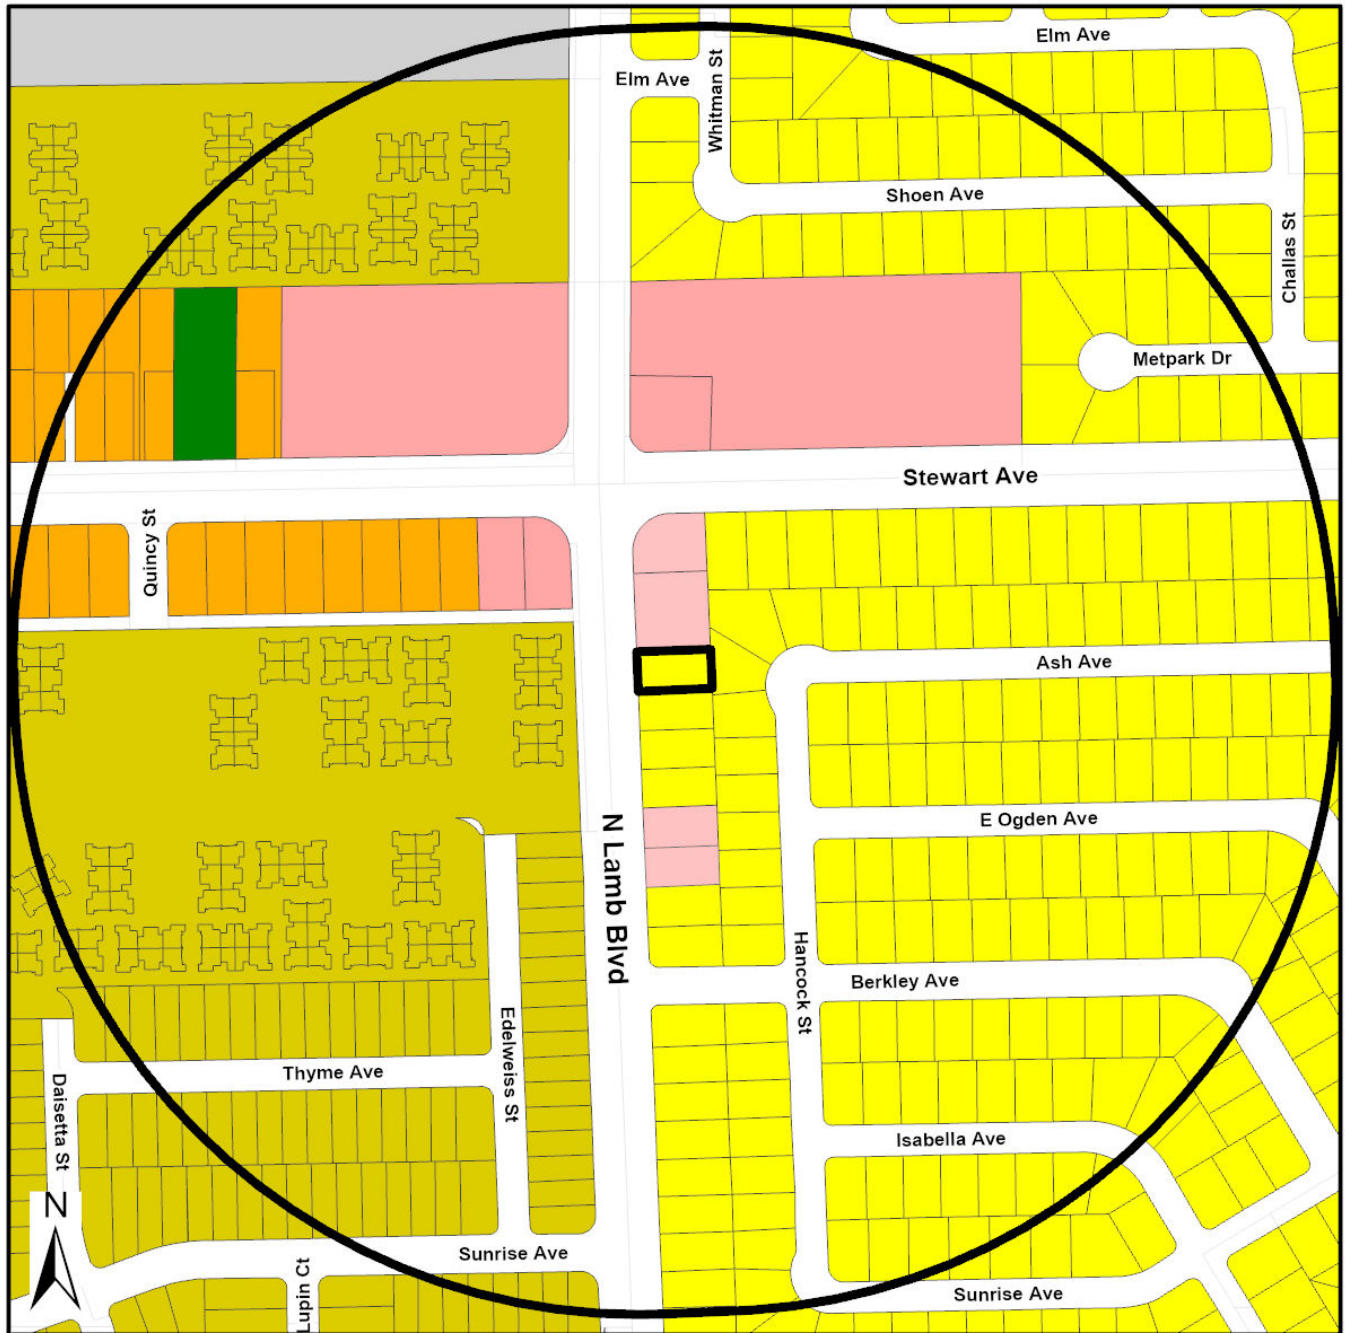 Elm Ave
Elm Ave
Whitman St
Shoen Ave
Challas St
Metpark Dr
Stewart Ave
Quincy St
Ash Ave
N Lamb Blvd
E Ogden Ave
Hancock St
Berkley Ave
Edelweiss St
Thyme Ave
Daisetta St
Isabella Ave
N
Sunrise Ave
Lupin Ct
Sunrise Ave